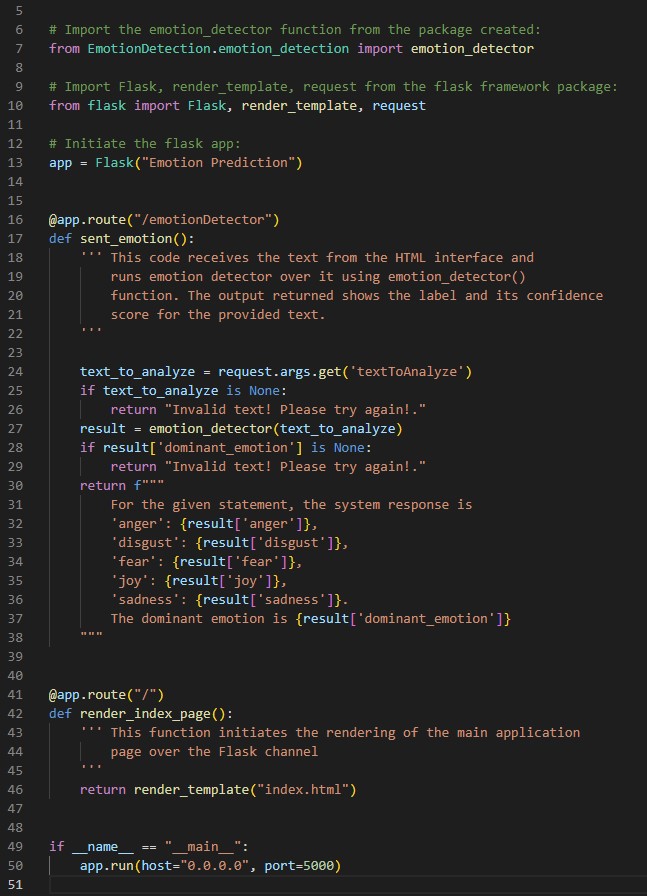 5
6 # Import the emotion_detector function from the package created:
7 from EmotionDetection.emotion_detection import emotion_detector
8
9 # Import Flask, render_template, request from the flask framework package:
10 from flask import Flask, render_template, request
11
12 # Initiate the flask app:
13 app = Flask("Emotion Prediction")
14
15
16 @app.route("/emotionDetector")
17 def sent_emotion():
18     ''' This code receives the text from the HTML interface and
19         runs emotion detector over it using emotion_detector()
20         function. The output returned shows the label and its confidence
21         score for the provided text.
22     '''
23
24     text_to_analyze = request.args.get('textToAnalyze')
25     if text_to_analyze is None:
26         return "Invalid text! Please try again!."
27     result = emotion_detector(text_to_analyze)
28     if result['dominant_emotion'] is None:
29         return "Invalid text! Please try again!."
30     return f"""
31         For the given statement, the system response is
32         'anger': {result['anger']},
33         'disgust': {result['disgust']},
34         'fear': {result['fear']},
35         'joy': {result['joy']},
36         'sadness': {result['sadness']}.
37         The dominant emotion is {result['dominant_emotion']}
38     """
39
40
41 @app.route("/")
42 def render_index_page():
43     ''' This function initiates the rendering of the main application
44         page over the Flask channel
45     '''
46     return render_template("index.html")
47
48
49 if __name__ == "__main__":
50     app.run(host="0.0.0.0", port=5000)
51